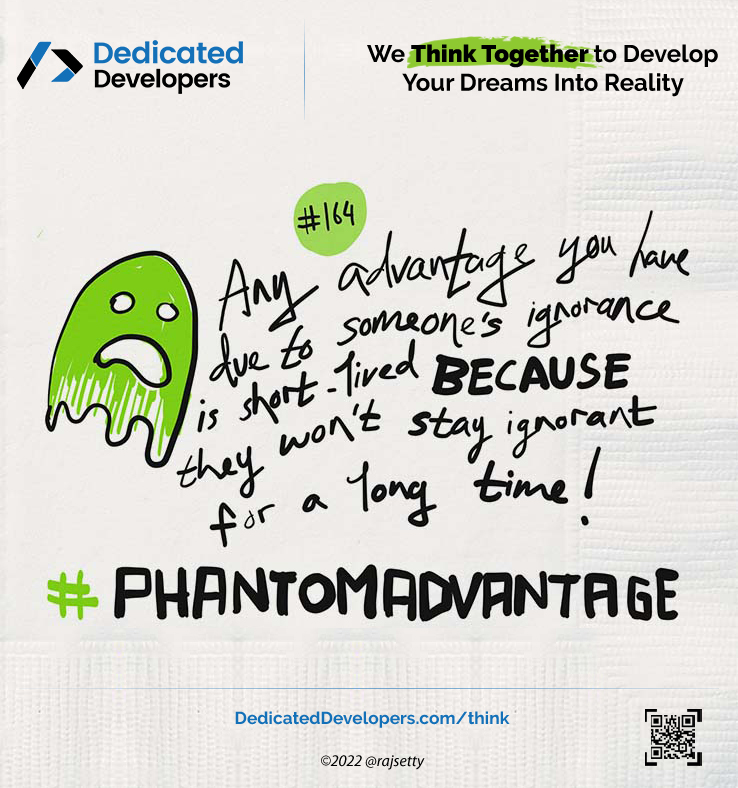 Dedicated
Developers
We Think Together to Develop
Your Dreams Into Reality
#164
Any advantage you have
due to someone's ignorance
is short-lived BECAUSE
they won't stay ignorant
for a long time!
#PHANTOMADVANTAGE
DedicatedDevelopers.com/think
©2022 @rajsetty